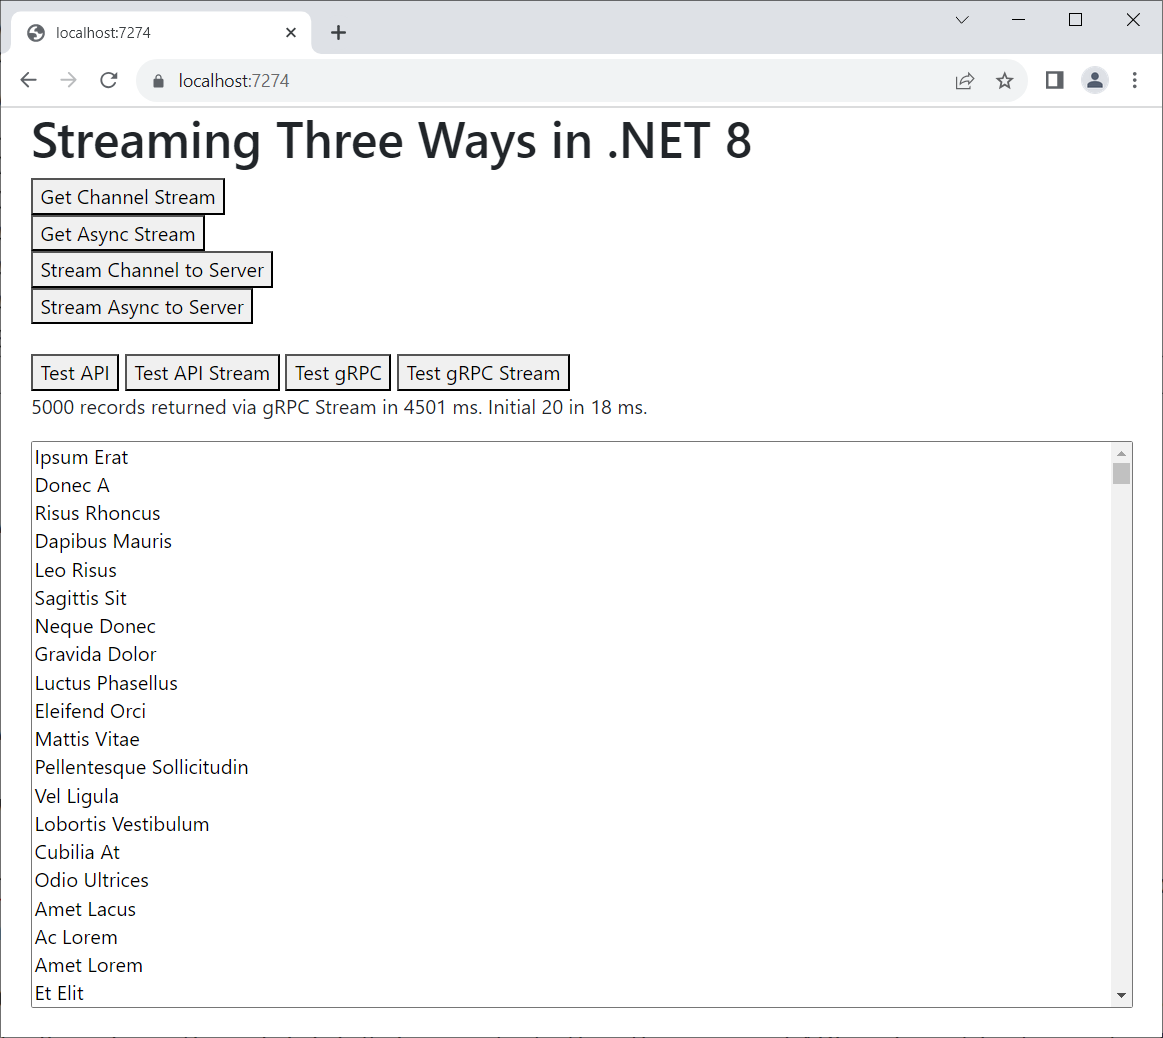 localhost:7274
localhost:7274
Streaming Three Ways in .NET 8
Get Channel Stream
Get Async Stream
Stream Channel to Server
Stream Async to Server
Test API Test API Stream Test gRPC Test gRPC Stream
5000 records returned via gRPC Stream in 4501 ms. Initial 20 in 18 ms.
Ipsum Erat
Donec A
Risus Rhoncus
Dapibus Mauris
Leo Risus
Sagittis Sit
Neque Donec
Gravida Dolor
Luctus Phasellus
Eleifend Orci
Mattis Vitae
Pellentesque Sollicitudin
Vel Ligula
Lobortis Vestibulum
Cubilia At
Odio Ultrices
Amet Lacus
Ac Lorem
Amet Lorem
Et Elit